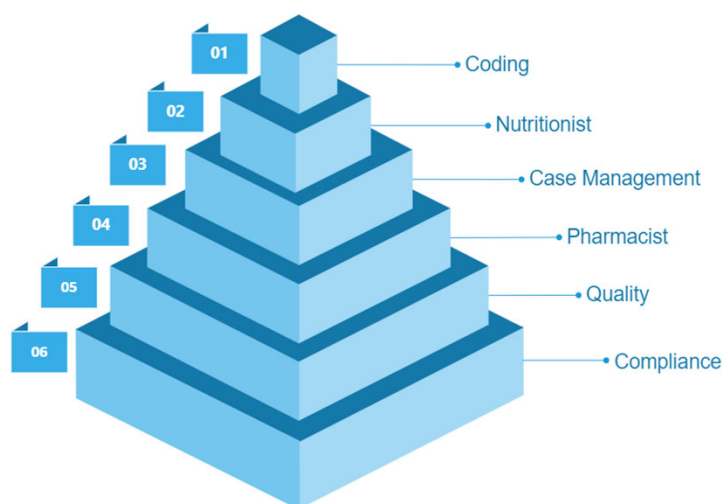 01
Coding
02
Nutritionist
03
Case Management
04
Pharmacist
05
Quality
06
Compliance